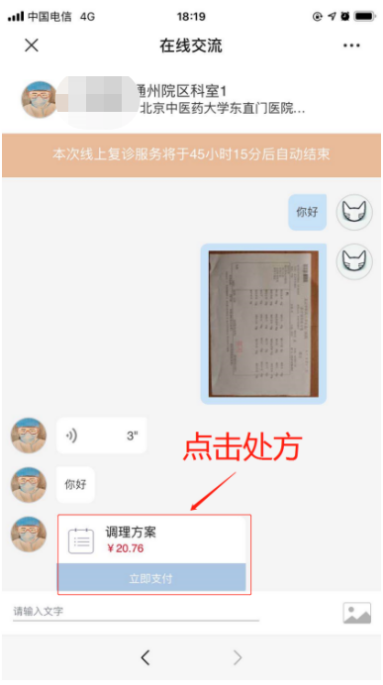 中国电信 4G 18:19
在线交流
通州院区科室1
北京中医药大学东直门医院...
本次线上复诊服务将于45小时15分后自动结束
你好
3"
点击处方
你好
调理方案
¥20.76
立即支付
请输入文字